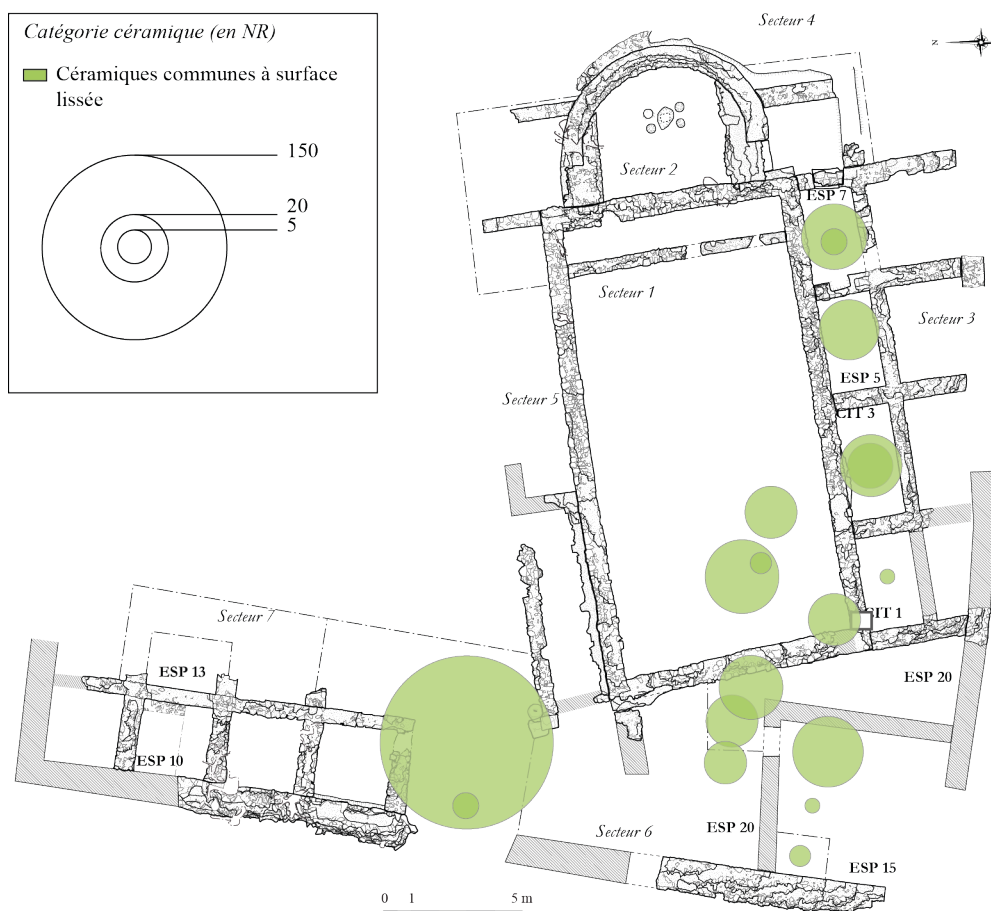 Catégorie céramique (en NR)
Céramiques communes à surface
lissée
150
20
5
Secteur 4
N
Secteur 2
ESP 7
Secteur 1
Secteur 3
ESP 5
Secteur 5
CIT 3
CIT 1
Secteur 7
ESP 13
ESP 20
ESP 10
Secteur 6
ESP 20
ESP 15
0 1 5 m